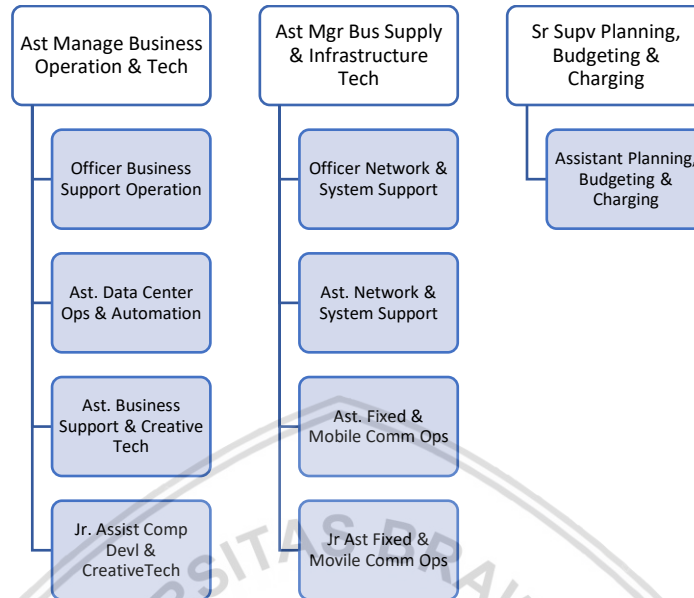 Ast Manage Business
Operation & Tech
Officer Business
Support Operation
Ast. Data Center
Ops & Automation
Ast. Business
Support & Creative
Tech
Jr. Assist Comp
Devl &
CreativeTech
Ast Mgr Bus Supply
& Infrastructure
Tech
Officer Network &
System Support
Ast. Network &
System Support
Ast. Fixed &
Mobile Comm Ops
Jr Ast Fixed &
Movile Comm Ops
Sr Supv Planning,
Budgeting &
Charging
Assistant Planning,
Budgeting &
Charging
RSITAS BRAW